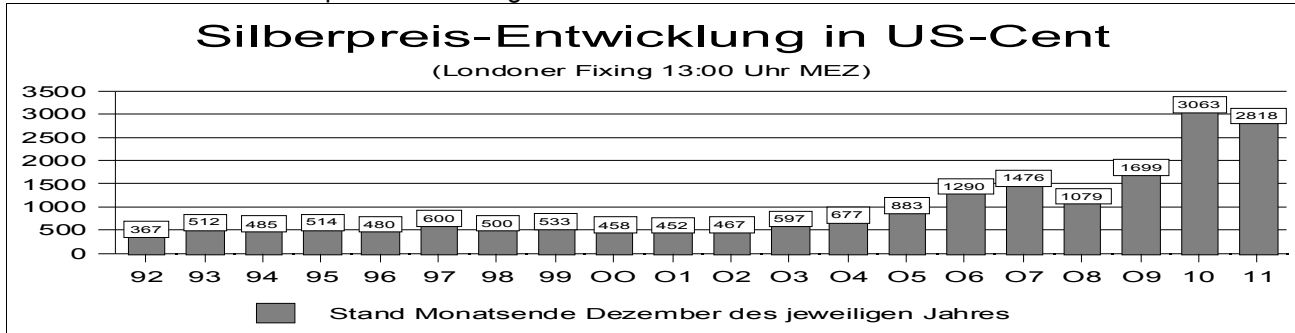 Silberpreis-Entwicklung in US-Cent
(Londoner Fixing 13:00 Uhr MEZ)
3500
3000
2500
2000
1500
1000
500
0
367 512 485 514 480 600 500 533 458 452 467 597 677 883 1290 1476 1079 1699 3063 2818
92 93 94 95 96 97 98 99 OO O1 O2 O3 O4 O5 O6 O7 O8 O9 10 11
Stand Monatsende Dezember des jeweiligen Jahres